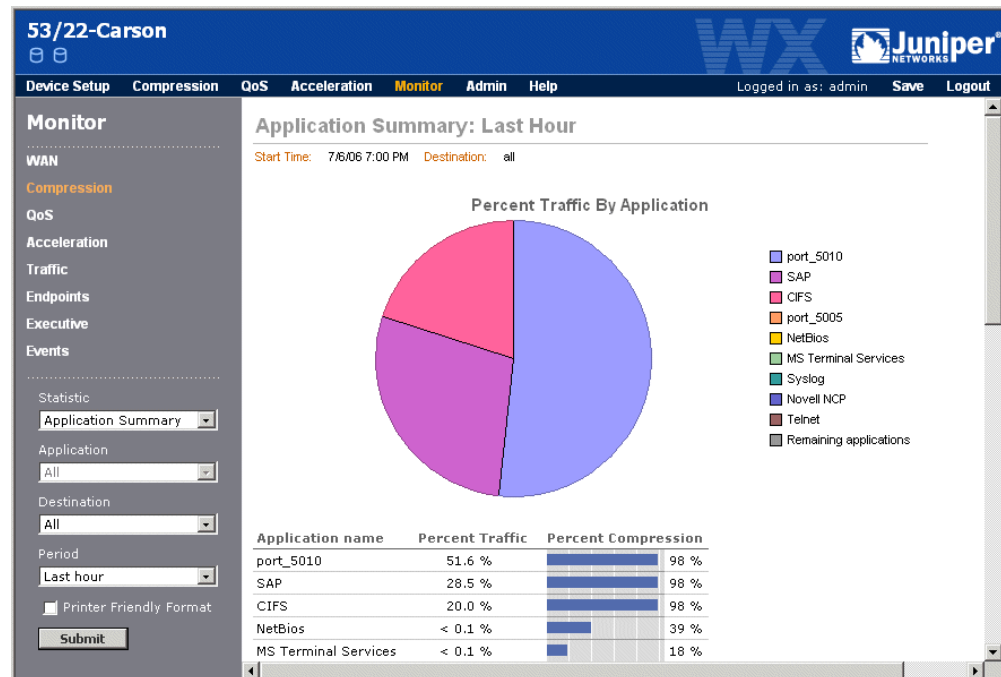 53/22-Carson
WX
Juniper®
NETWORKS
Device Setup Compression QoS Acceleration Monitor Admin Help Logged in as: admin Save Logout
Monitor
WAN
Compression
QoS
Acceleration
Traffic
Endpoints
Executive
Events
Statistic
Application Summary
Application
All
Destination
All
Period
Last hour
Printer Friendly Format
Submit
Application Summary: Last Hour
Start Time: 7/6/06 7:00 PM Destination: all
Percent Traffic By Application
port_5010
SAP
CIFS
port_5005
NetBios
MS Terminal Services
Syslog
Novell NCP
Telnet
Remaining applications
Application name Percent Traffic Percent Compression
port_5010 51.6 % 98 %
SAP 28.5 % 98 %
CIFS 20.0 % 98 %
NetBios < 0.1 % 39 %
MS Terminal Services < 0.1 % 18 %